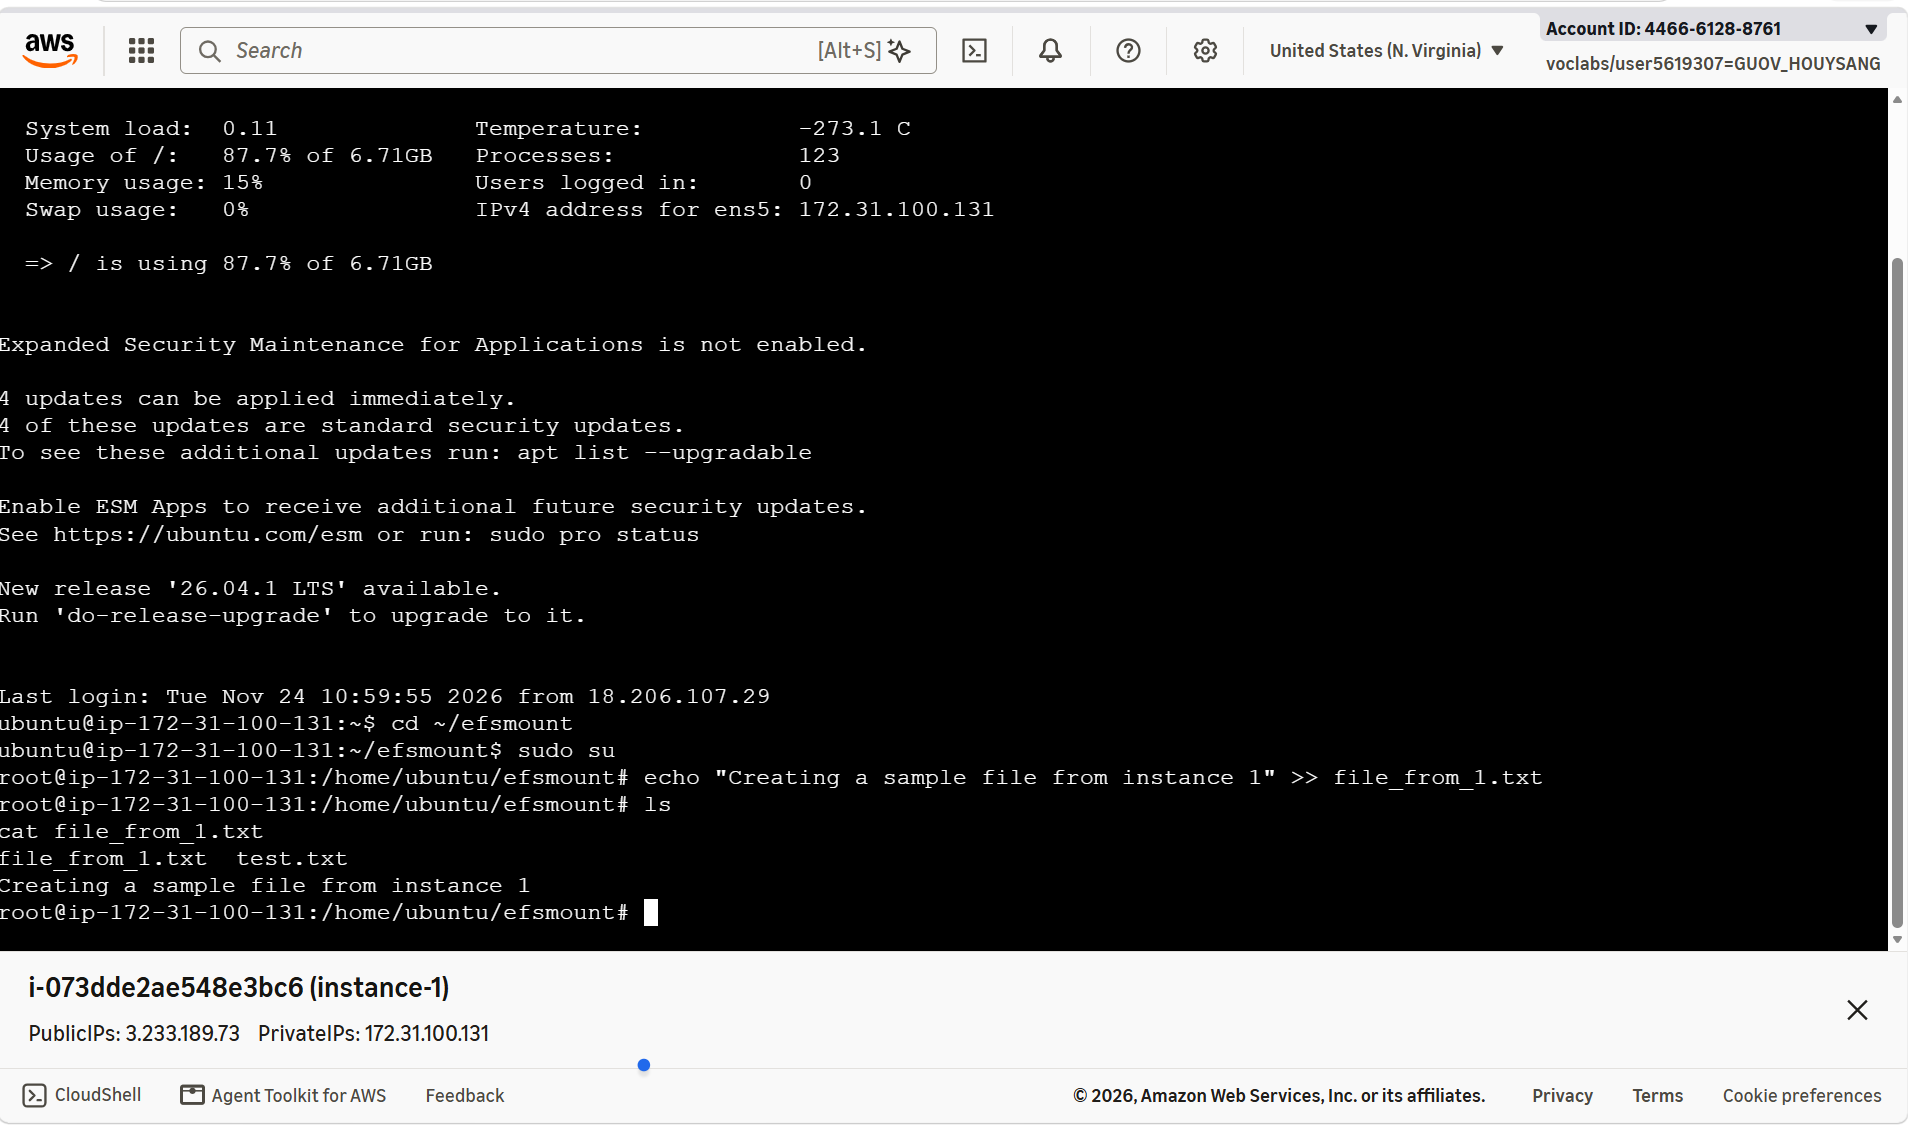 aws
Search [Alt+S]
United States (N. Virginia)
Account ID: 4466-6128-8761
voclabs/user5619307=GUOV_HOUYSANG
System load: 0.11 Temperature: -273.1 C
Usage of /: 87.7% of 6.71GB Processes: 123
Memory usage: 15% Users logged in: 0
Swap usage: 0% IPv4 address for ens5: 172.31.100.131
=> / is using 87.7% of 6.71GB
Expanded Security Maintenance for Applications is not enabled.
4 updates can be applied immediately.
4 of these updates are standard security updates.
To see these additional updates run: apt list --upgradable
Enable ESM Apps to receive additional future security updates.
See https://ubuntu.com/esm or run: sudo pro status
New release '26.04.1 LTS' available.
Run 'do-release-upgrade' to upgrade to it.
Last login: Tue Nov 24 10:59:55 2026 from 18.206.107.29
ubuntu@ip-172-31-100-131:~$ cd ~/efsmount
ubuntu@ip-172-31-100-131:~/efsmount$ sudo su
root@ip-172-31-100-131:/home/ubuntu/efsmount# echo "Creating a sample file from instance 1" >> file_from_1.txt
root@ip-172-31-100-131:/home/ubuntu/efsmount# ls
cat file_from_1.txt
file_from_1.txt test.txt
Creating a sample file from instance 1
root@ip-172-31-100-131:/home/ubuntu/efsmount#
i-073dde2ae548e3bc6 (instance-1)
PublicIPs: 3.233.189.73 PrivateIPs: 172.31.100.131
CloudShell Agent Toolkit for AWS Feedback © 2026, Amazon Web Services, Inc. or its affiliates. Privacy Terms Cookie preferences